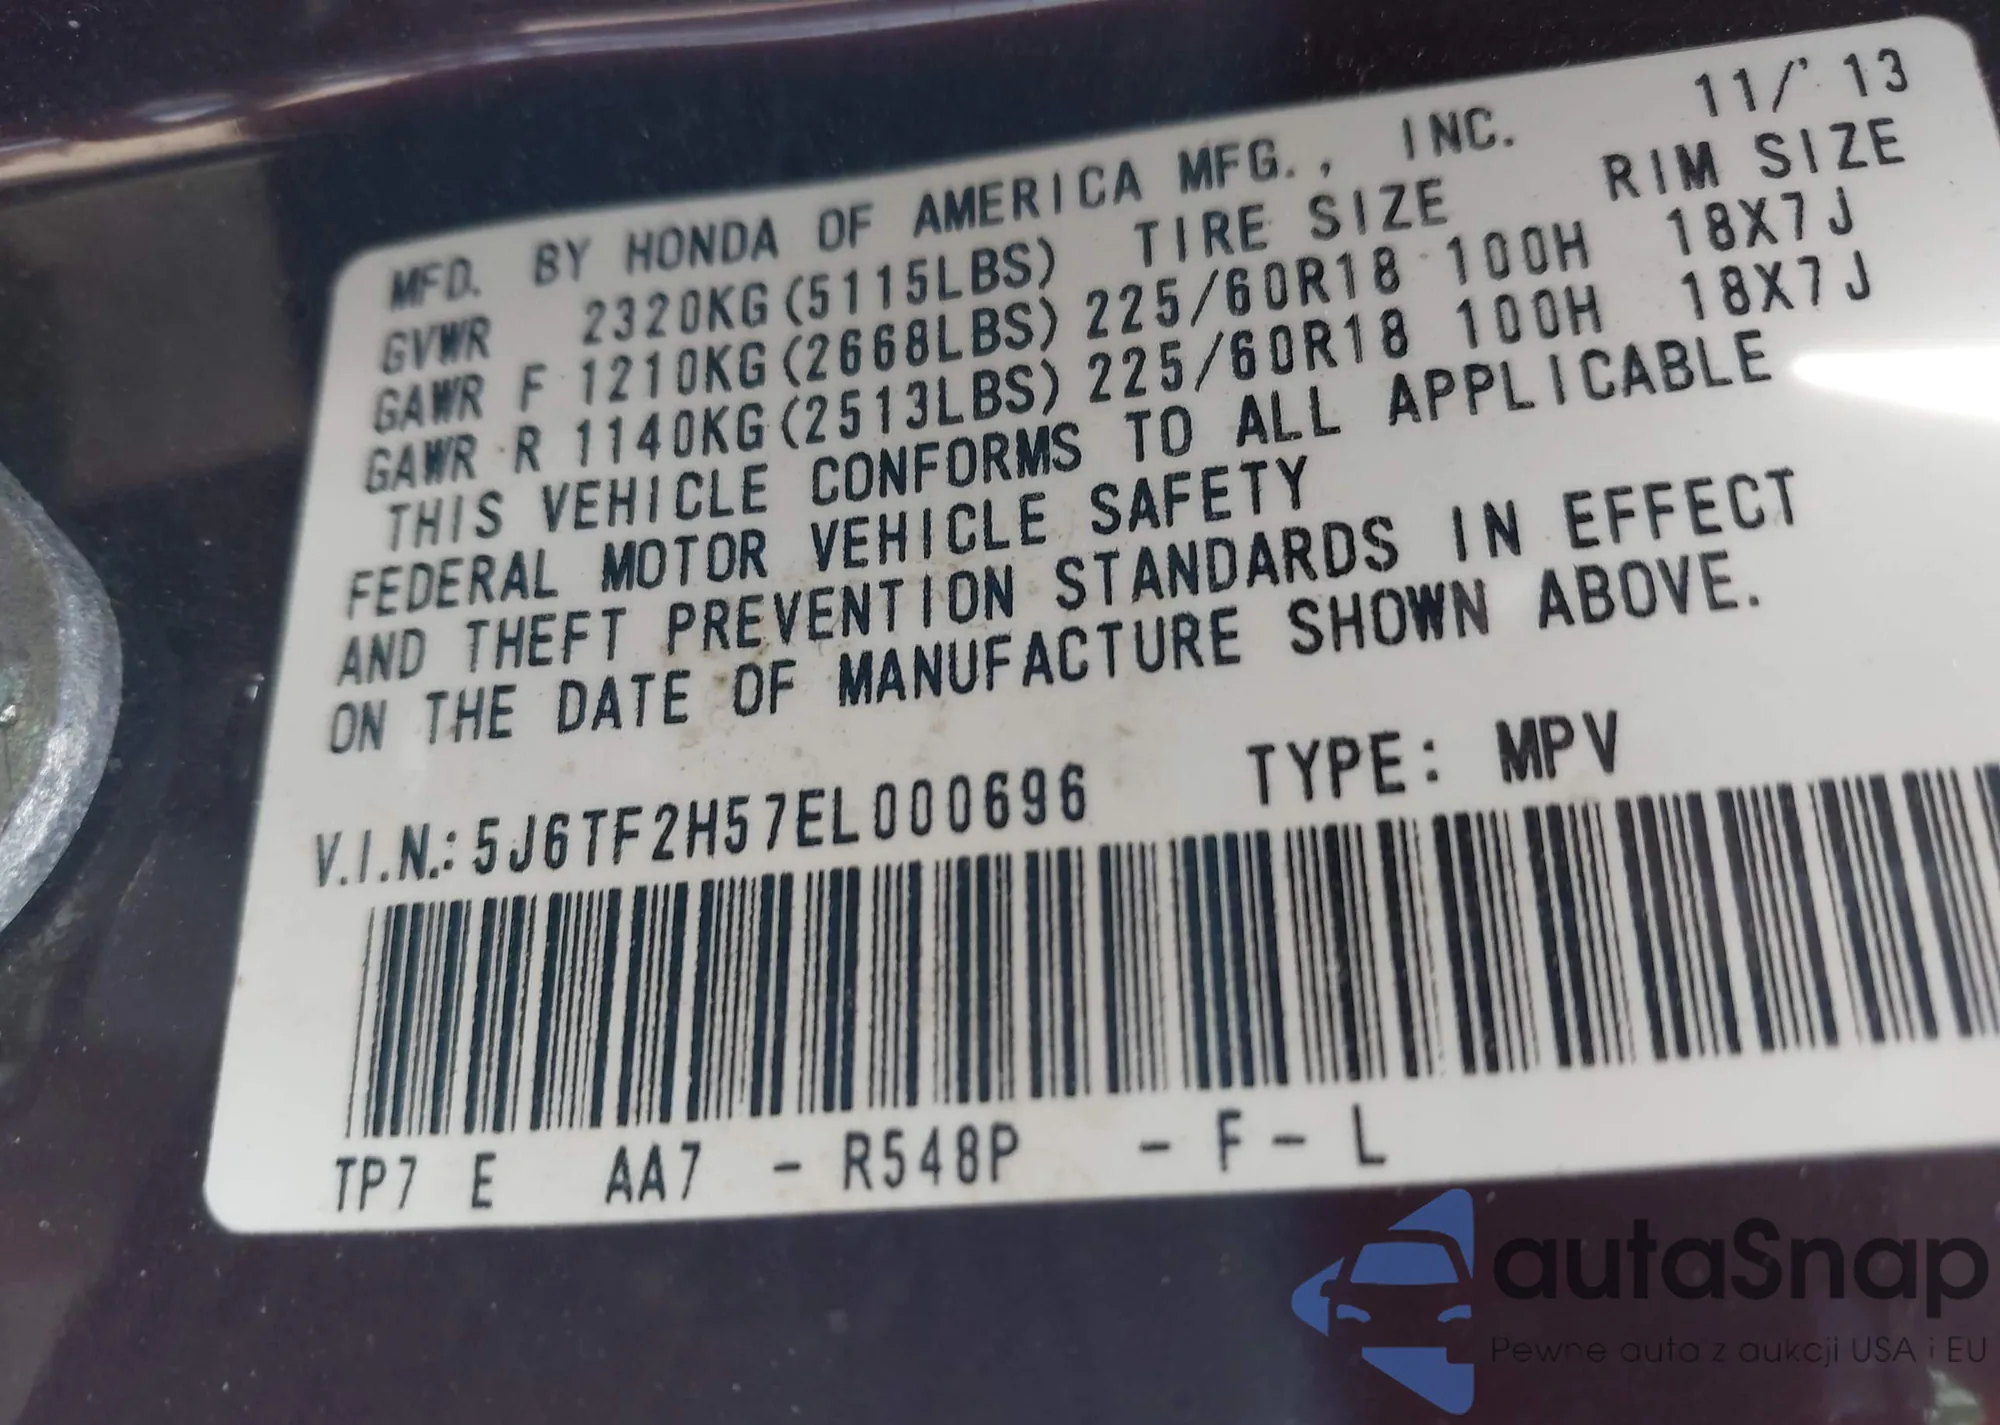 MFD. BY HONDA OF AMERICA MFG., INC. 11/'13
GVWR 2320KG(5115LBS) TIRE SIZE RIM SIZE
GAWR F 1210KG(2668LBS) 225/60R18 100H 18X7J
GAWR R 1140KG(2513LBS) 225/60R18 100H 18X7J
THIS VEHICLE CONFORMS TO ALL APPLICABLE
FEDERAL MOTOR VEHICLE SAFETY
AND THEFT PREVENTION STANDARDS IN EFFECT
ON THE DATE OF MANUFACTURE SHOWN ABOVE.
V.I.N.: 5J6TF2H57EL000696 TYPE: MPV
TP7 E AA7 - R548P - F - L
autaSnap
Pewne auta z aukcji USA i EU